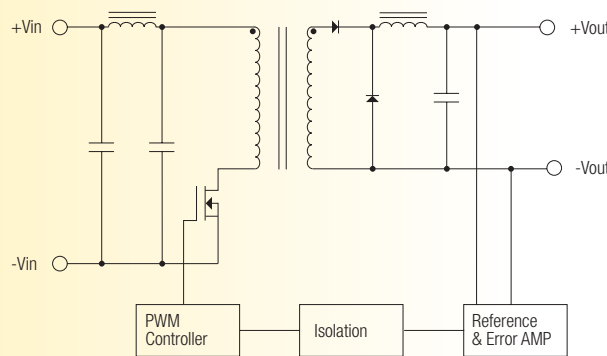 +Vin
+Vout
-Vout
-Vin
PWM
Controller
Isolation
Reference
& Error AMP